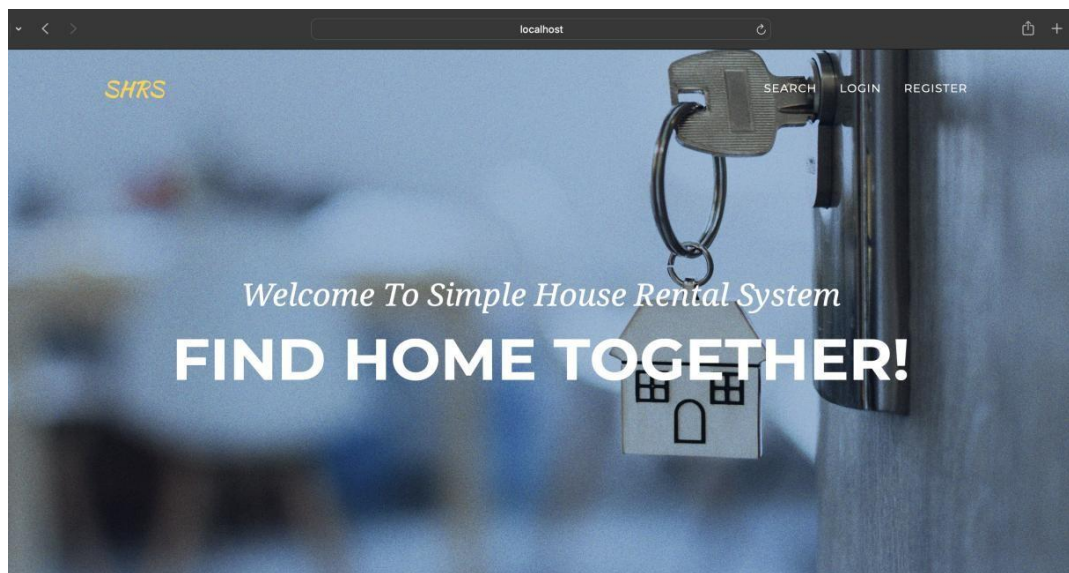 localhost
SHRS
SEARCH LOGIN REGISTER
Welcome To Simple House Rental System
FIND HOME TOGETHER!